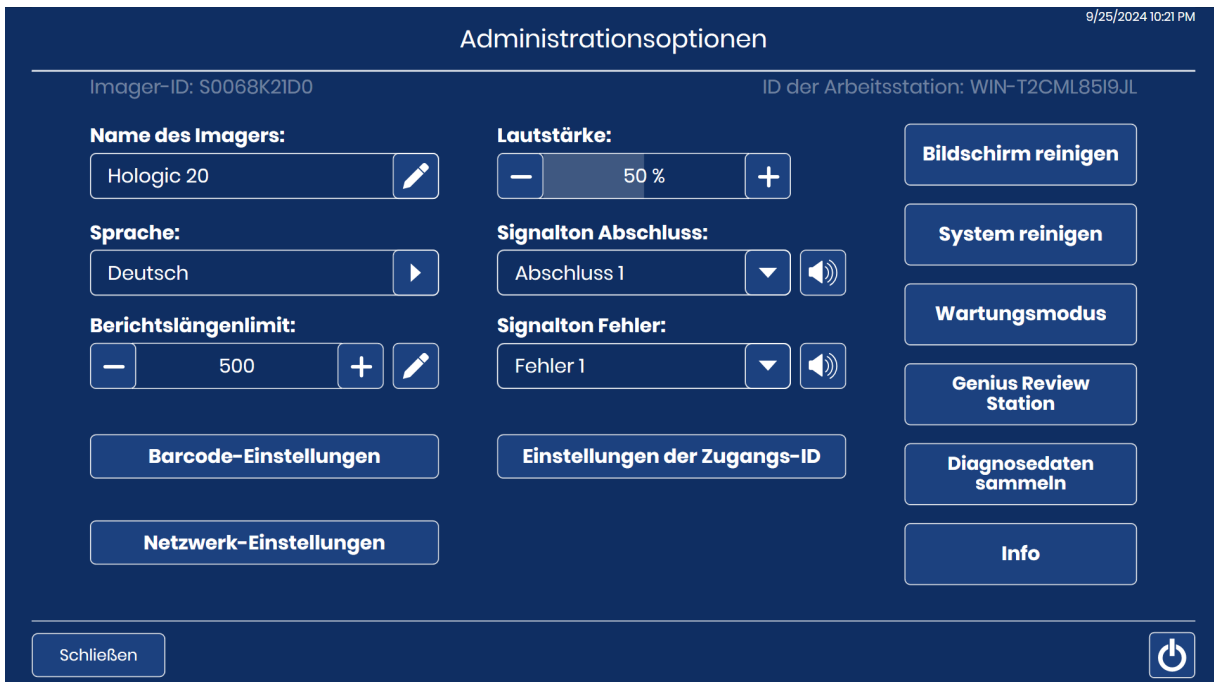 9/25/2024 10:21 PM
Administrationsoptionen
Imager-ID: S0068K21D0
ID der Arbeitsstation: WIN-T2CML85I9JL
Name des Imagers:
Hologic 20
Lautstärke:
50 %
Bildschirm reinigen
Sprache:
Deutsch
Signalton Abschluss:
Abschluss 1
System reinigen
Berichtslängenlimit:
500
Signalton Fehler:
Fehler 1
Wartungsmodus
Genius Review
Station
Barcode-Einstellungen
Einstellungen der Zugangs-ID
Diagnosedaten
sammeln
Netzwerk-Einstellungen
Info
Schließen